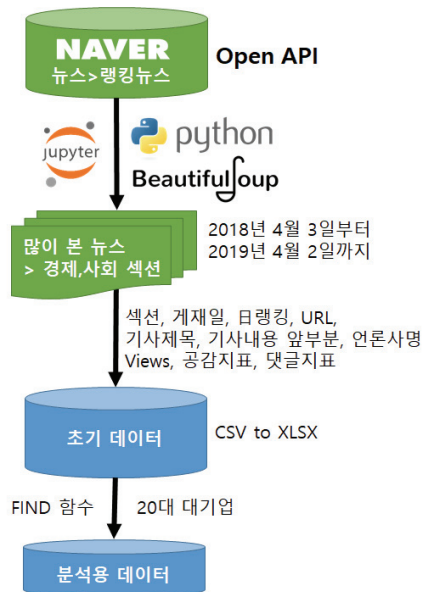 NAVER
뉴스>랭킹뉴스
Open API
jupyter
python
BeautifulSoup
많이 본 뉴스
> 경제,사회 섹션
2018년 4월 3일부터
2019년 4월 2일까지
섹션, 게재일, 日랭킹, URL,
기사제목, 기사내용 앞부분, 언론사명
Views, 공감지표, 댓글지표
초기 데이터
CSV to XLSX
FIND 함수
20대 대기업
분석용 데이터